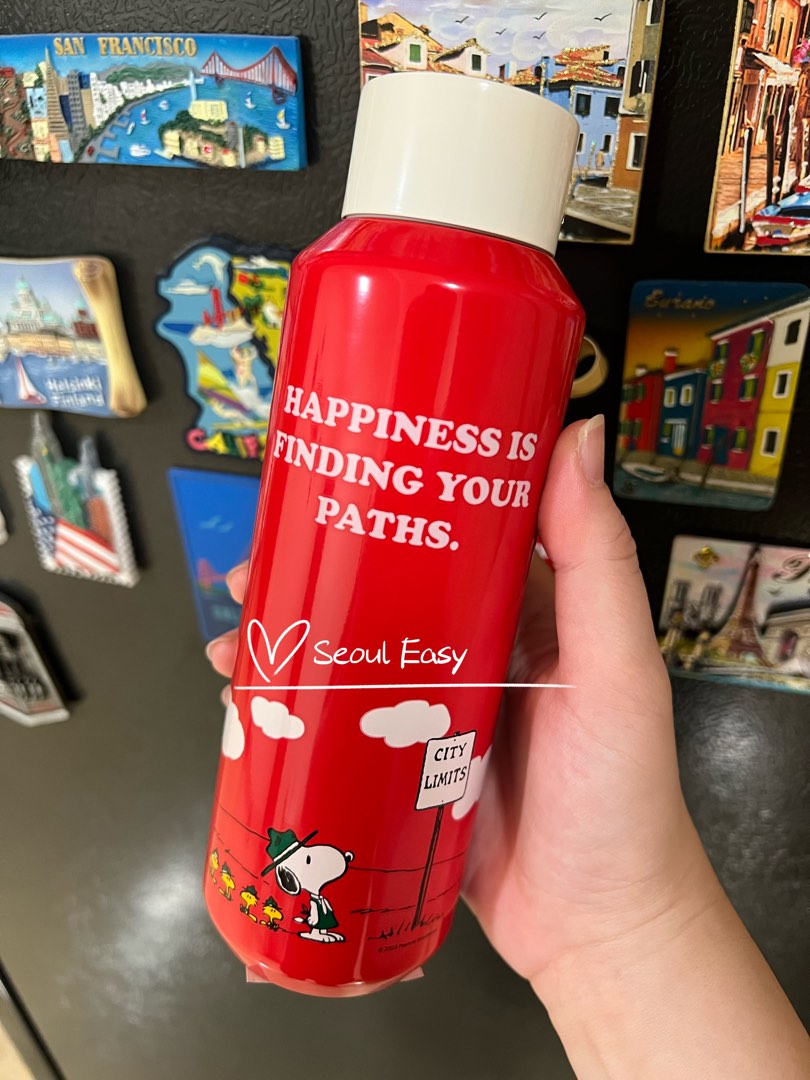 SAN FRANCISCO
Helsinki
Finland
Burano
HAPPINESS IS
FINDING YOUR
PATHS.
Seoul Easy
CITY
LIMITS